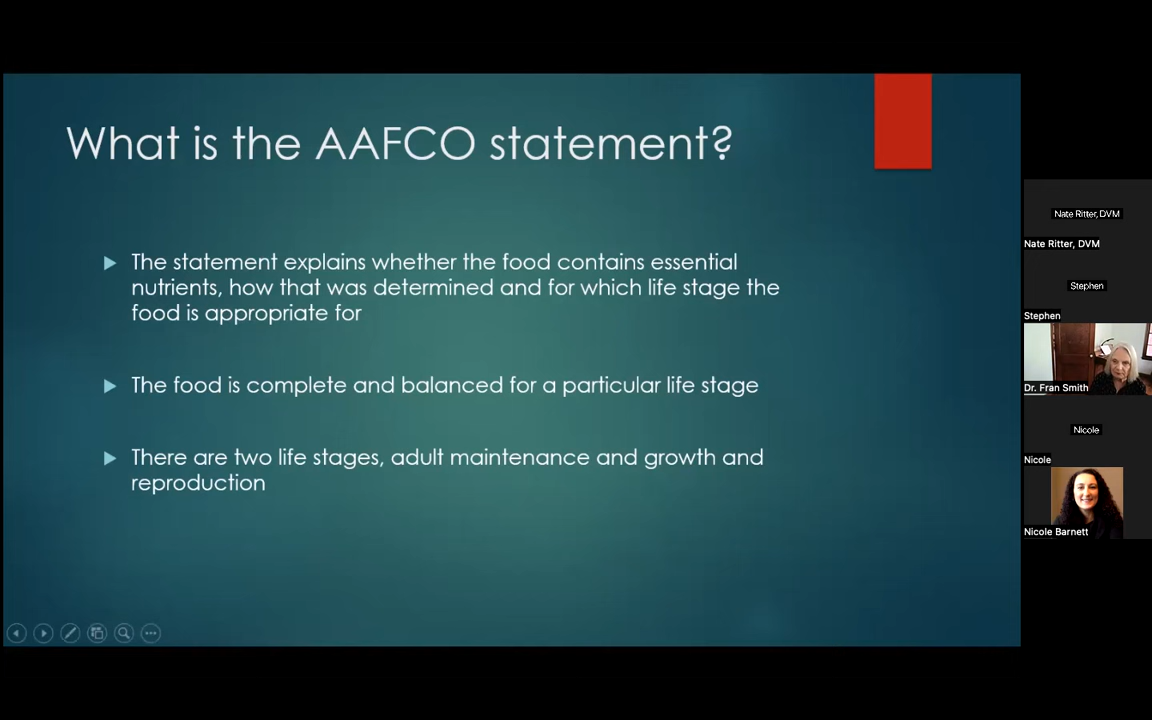 What is the AAFCO statement?
The statement explains whether the food contains essential
nutrients, how that was determined and for which life stage the
food is appropriate for
The food is complete and balanced for a particular life stage
There are two life stages, adult maintenance and growth and
reproduction
Nate Ritter, DVM
Nate Ritter, DVM
Stephen
Stephen
Dr. Fran Smith
Nicole
Nicole
Nicole Barnett